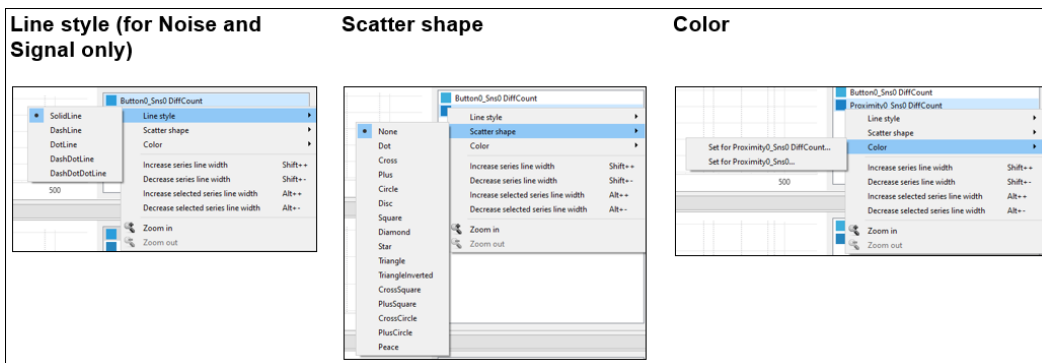 Line style (for Noise and
Signal only)
Button0_Sns0 DiffCount
SolidLine
DashLine
DotLine
DashDotLine
DashDotDotLine
500
Line style
Scatter shape
Color
Increase series line width Shift++
Decrease series line width Shift+-
Increase selected series line width Alt++
Decrease selected series line width Alt+-
Zoom in
Zoom out
Scatter shape
Button0_Sns0 DiffCount
Line style
Scatter shape
Color
Increase series line width Shift++
Decrease series line width Shift+-
Increase selected series line width Alt++
Decrease selected series line width Alt+-
Zoom in
Zoom out
None
Dot
Cross
Plus
Circle
Disc
Square
Diamond
Star
Triangle
TriangleInverted
CrossSquare
PlusSquare
CrossCircle
PlusCircle
Peace
Color
Button0_Sns0 DiffCount
Proximity0_Sns0 DiffCount
Line style
Scatter shape
Color
Set for Proximity0_Sns0 DiffCount...
Set for Proximity0_Sns0...
500
Increase series line width Shift++
Decrease series line width Shift+-
Increase selected series line width Alt++
Decrease selected series line width Alt+-
Zoom in
Zoom out